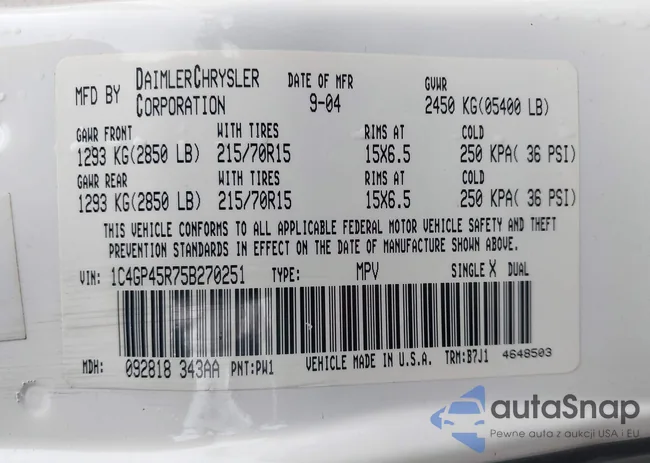 MFD BY DAIMLERCHRYSLER CORPORATION DATE OF MFR 9-04 GVWR 2450 KG(05400 LB)
GAWR FRONT WITH TIRES RIMS AT COLD
1293 KG(2850 LB) 215/70R15 15X6.5 250 KPA( 36 PSI)
GAWR REAR WITH TIRES RIMS AT COLD
1293 KG(2850 LB) 215/70R15 15X6.5 250 KPA( 36 PSI)
THIS VEHICLE CONFORMS TO ALL APPLICABLE FEDERAL MOTOR VEHICLE SAFETY AND THEFT
PREVENTION STANDARDS IN EFFECT ON THE DATE OF MANUFACTURE SHOWN ABOVE.
VIN: 1C4GP45R75B270251 TYPE: MPV SINGLE X DUAL
MDH: 092818 343AA PNT:PW1 VEHICLE MADE IN U.S.A. TRM:B7J1 4648503
autaSnap
Pewne auta z aukcji USA i EU